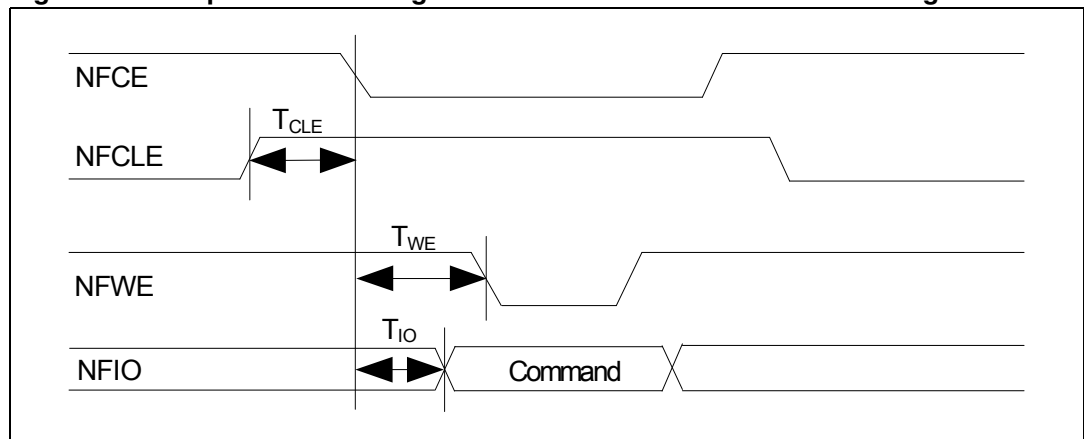 NFCE
T_CLE
NFCLE
T_WE
NFWE
T_IO
NFIO
Command